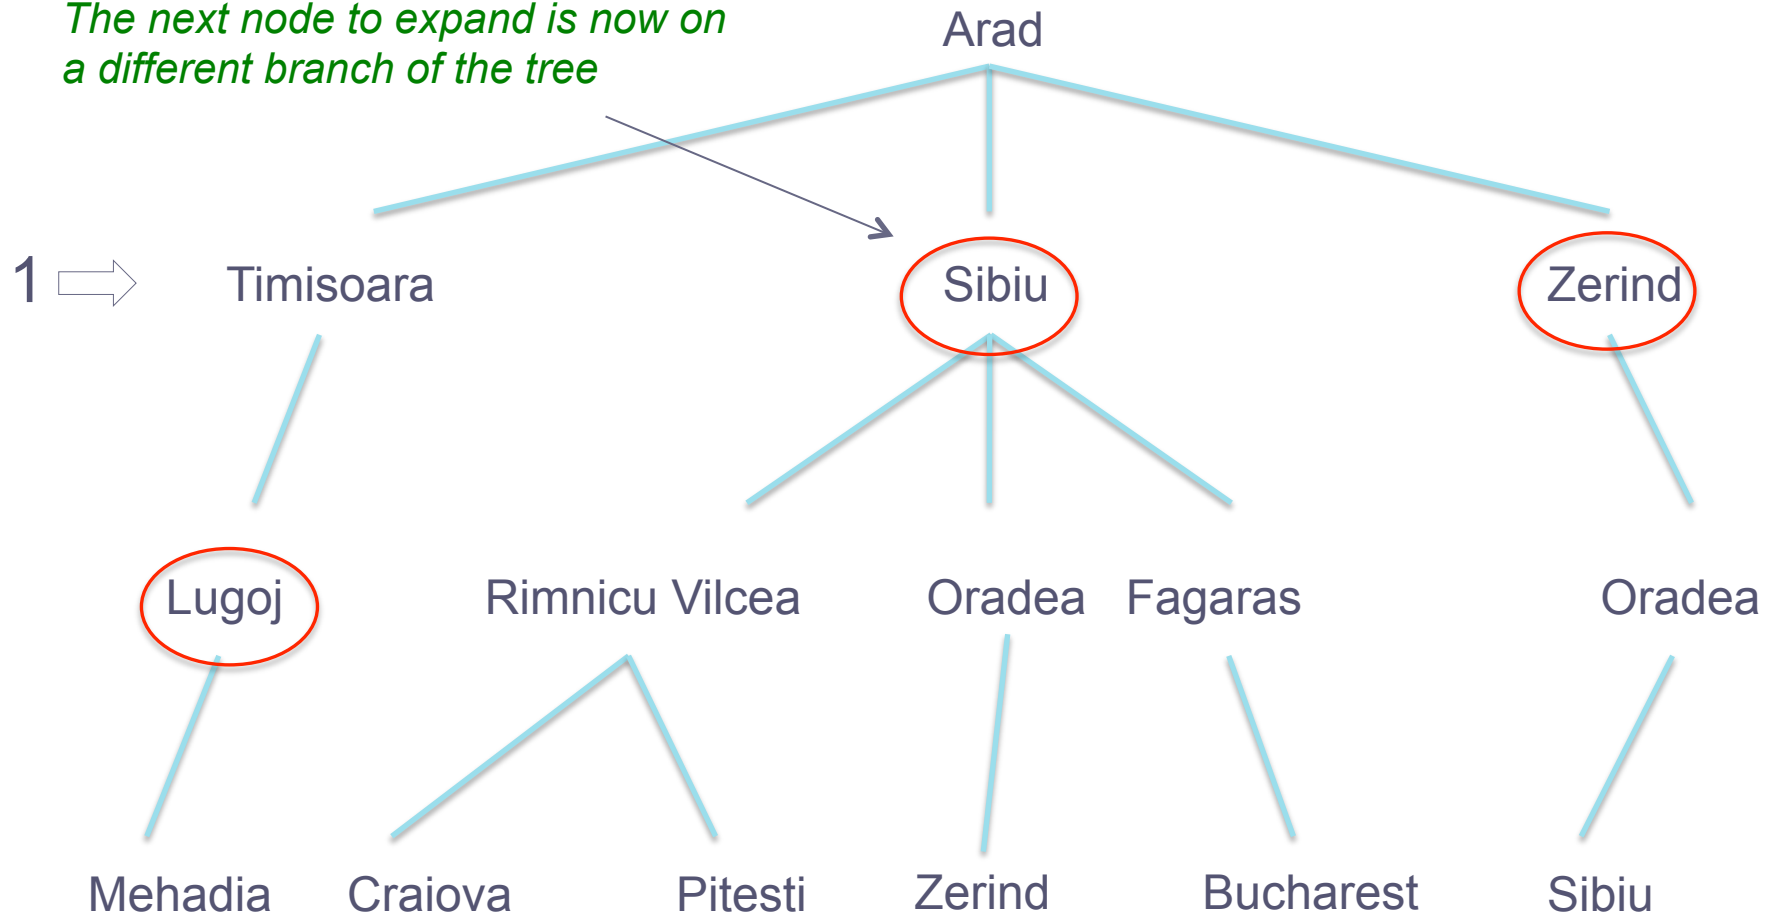 The next node to expand is now on
a different branch of the tree
Arad
1
Timisoara
Sibiu
Zerind
Lugoj
Rimnicu Vilcea
Oradea
Fagaras
Oradea
Mehadia
Craiova
Pitesti
Zerind
Bucharest
Sibiu